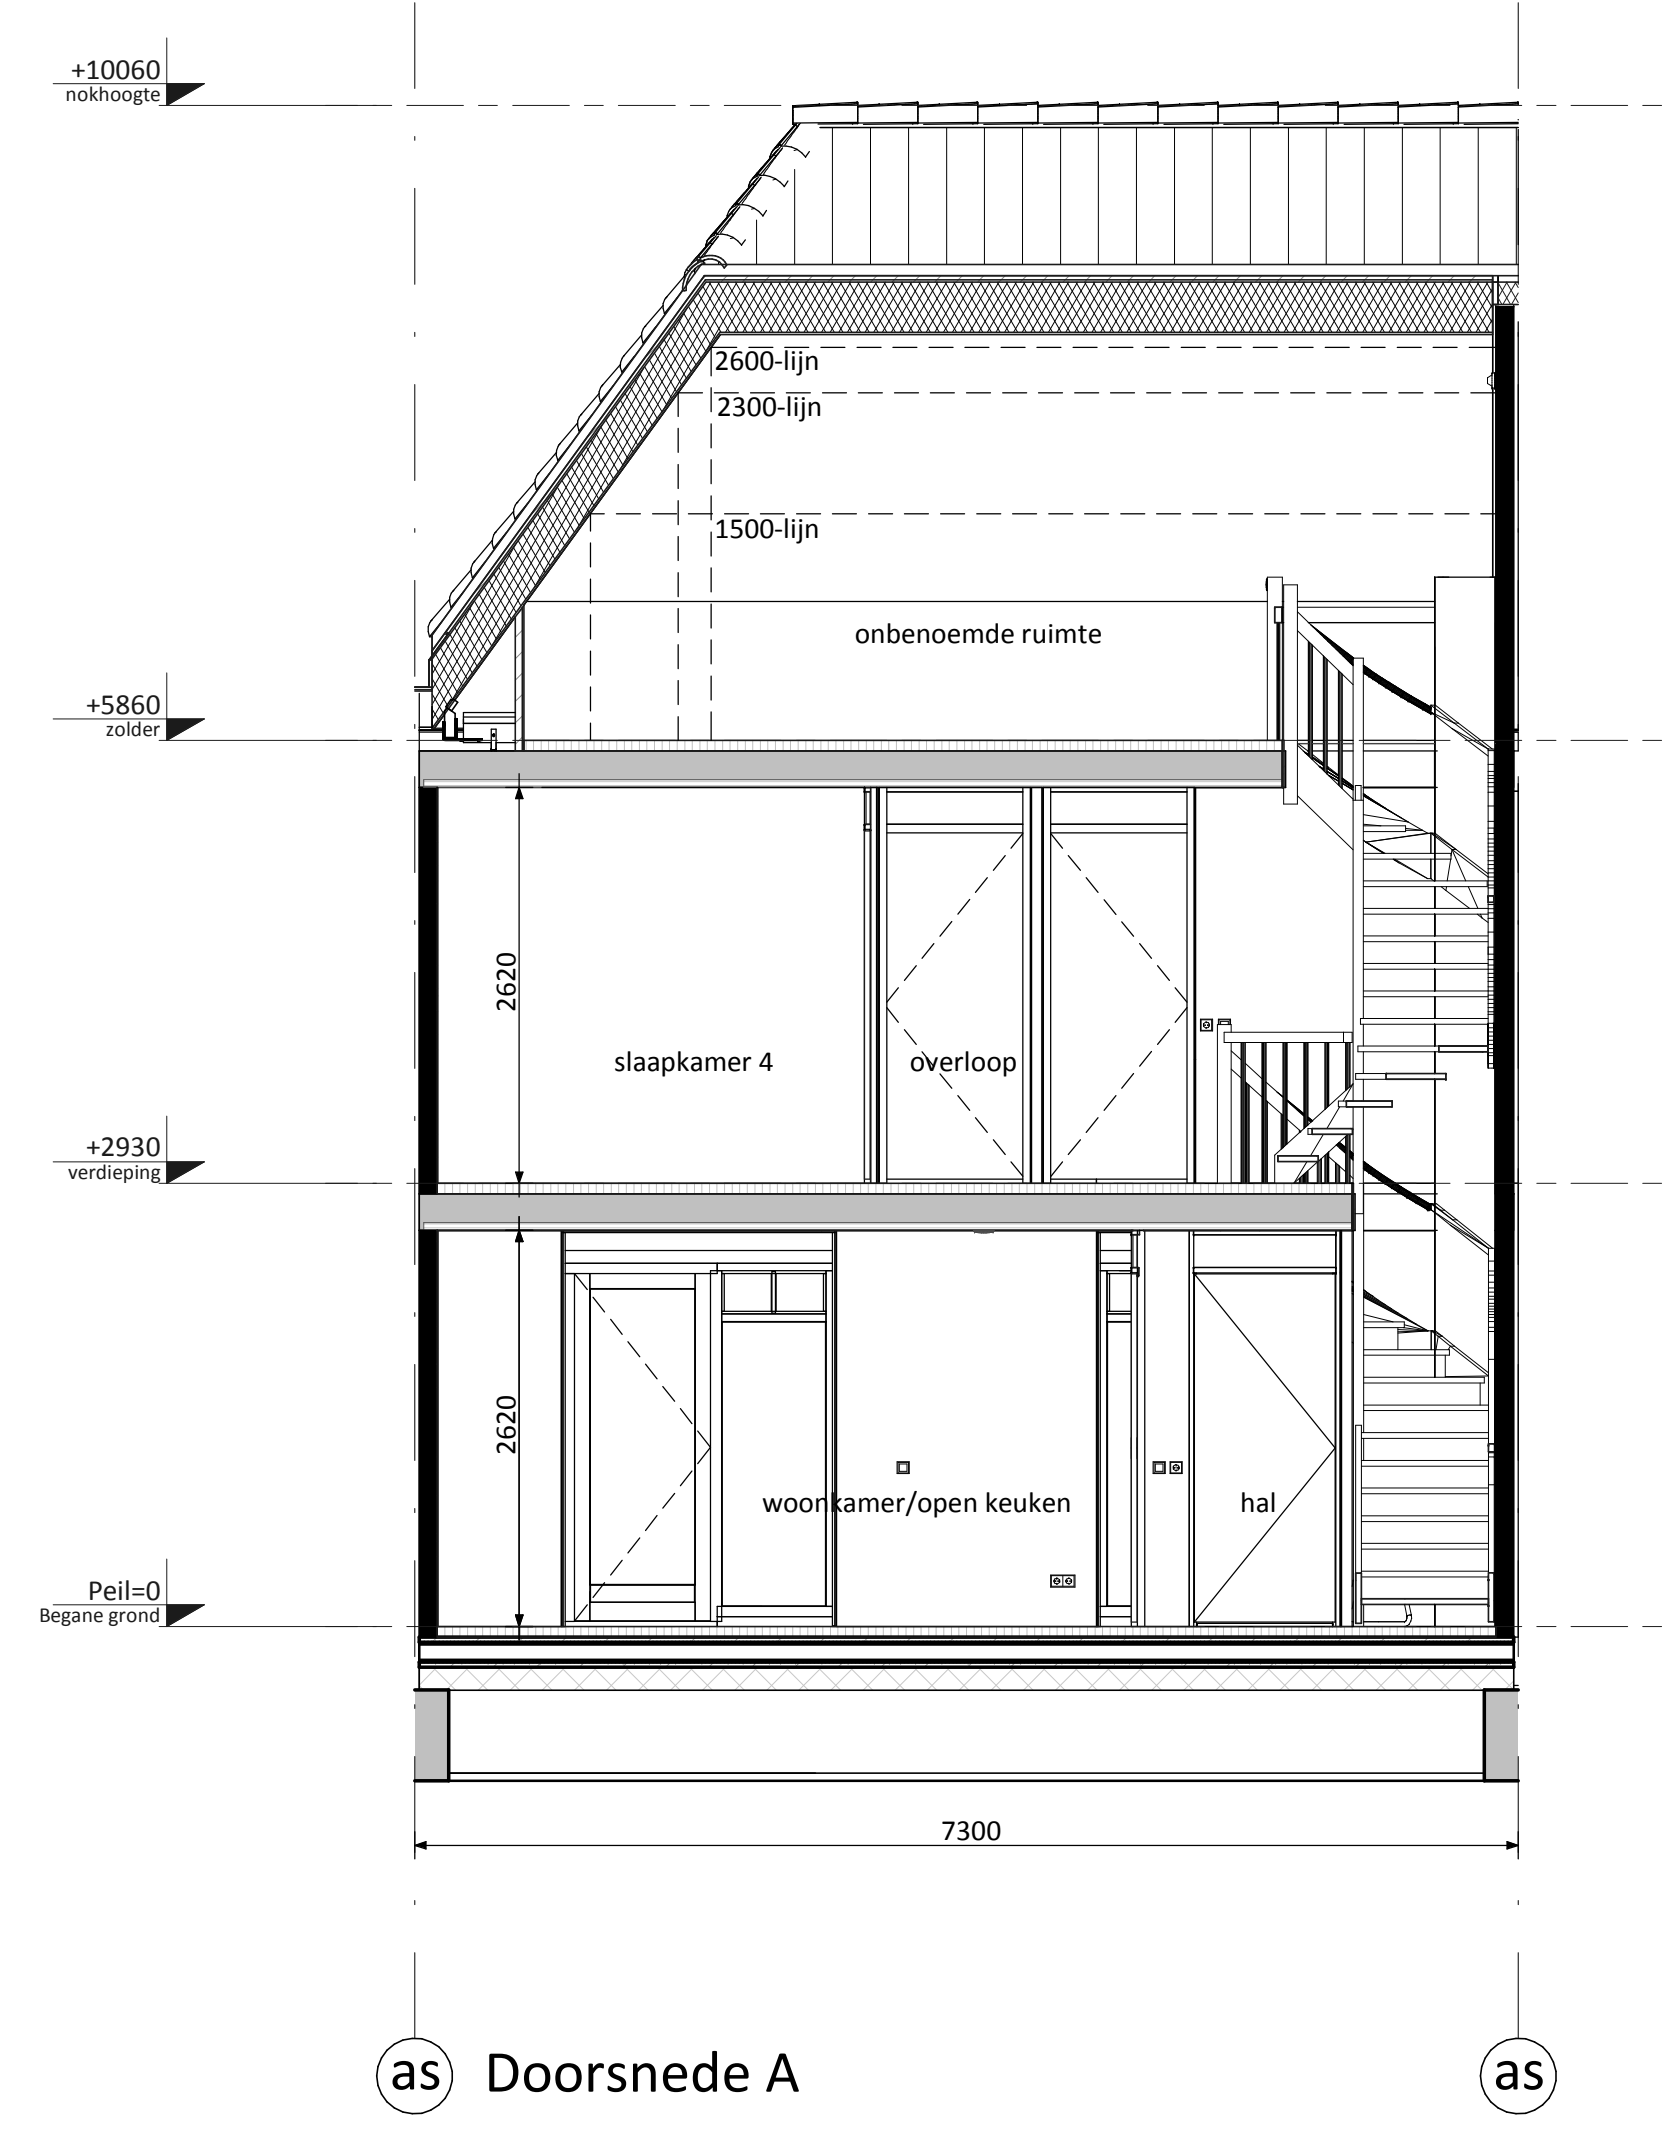 +10060
nokhoogte
2600-lijn
2300-lijn
1500-lijn
onbenoemde ruimte
+5860
zolder
2620
slaapkamer 4
overloop
+2930
verdieping
2620
woonkamer/open keuken
hal
Peil=0
Begane grond
7300
as
Doorsnede A
as